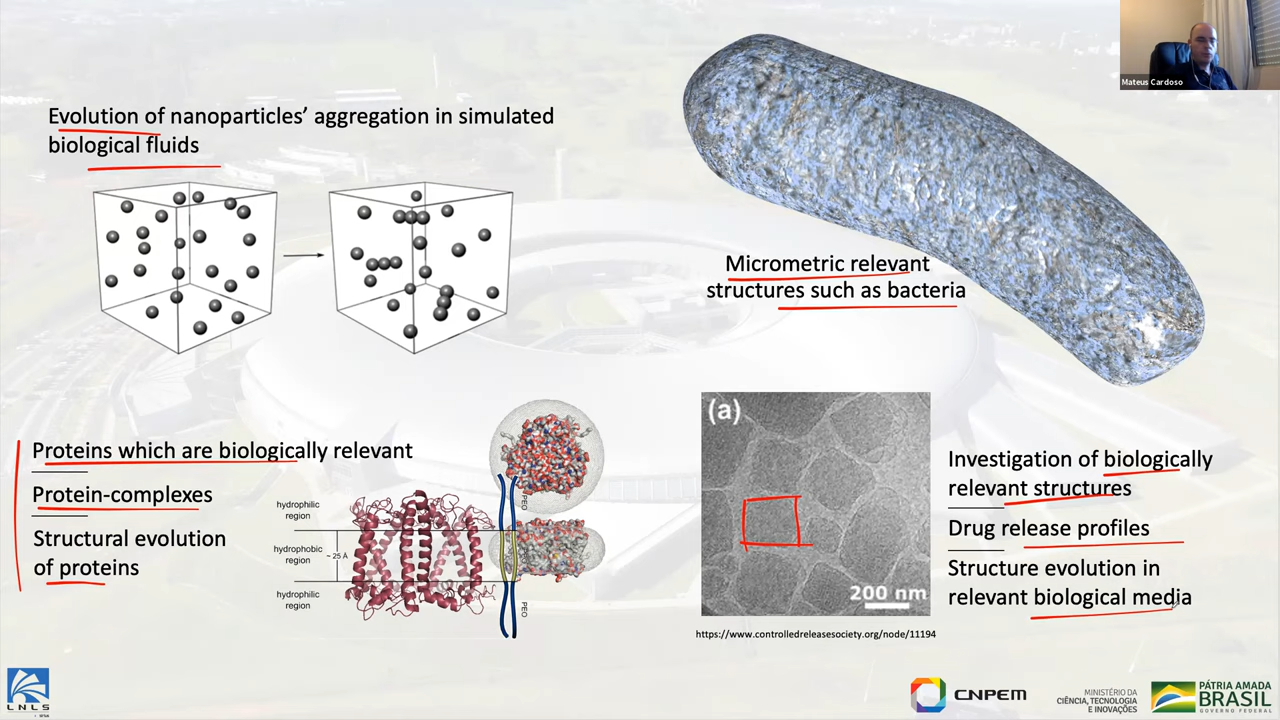 Mateus Cardoso
Evolution of nanoparticles’ aggregation in simulated
biological fluids
Micrometric relevant
structures such as bacteria
Proteins which are biologically relevant
Protein-complexes
Structural evolution
of proteins
hydrophilic
region
hydrophobic
region
~ 25 Å
hydrophilic
region
PEO
PEO
(a)
200 nm
https://www.controlledreleasesociety.org/node/11194
Investigation of biologically
relevant structures
Drug release profiles
Structure evolution in
relevant biological media
LNLS
CNPEM
MINISTÉRIO DA
CIÊNCIA, TECNOLOGIA
E INOVAÇÕES
PÁTRIA AMADA
BRASIL
GOVERNO FEDERAL